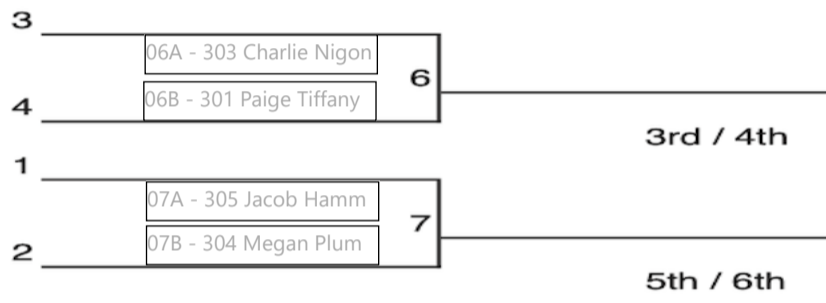 3
06A - 303 Charlie Nigon
6
06B - 301 Paige Tiffany
4
3rd / 4th
1
07A - 305 Jacob Hamm
7
07B - 304 Megan Plum
2
5th / 6th